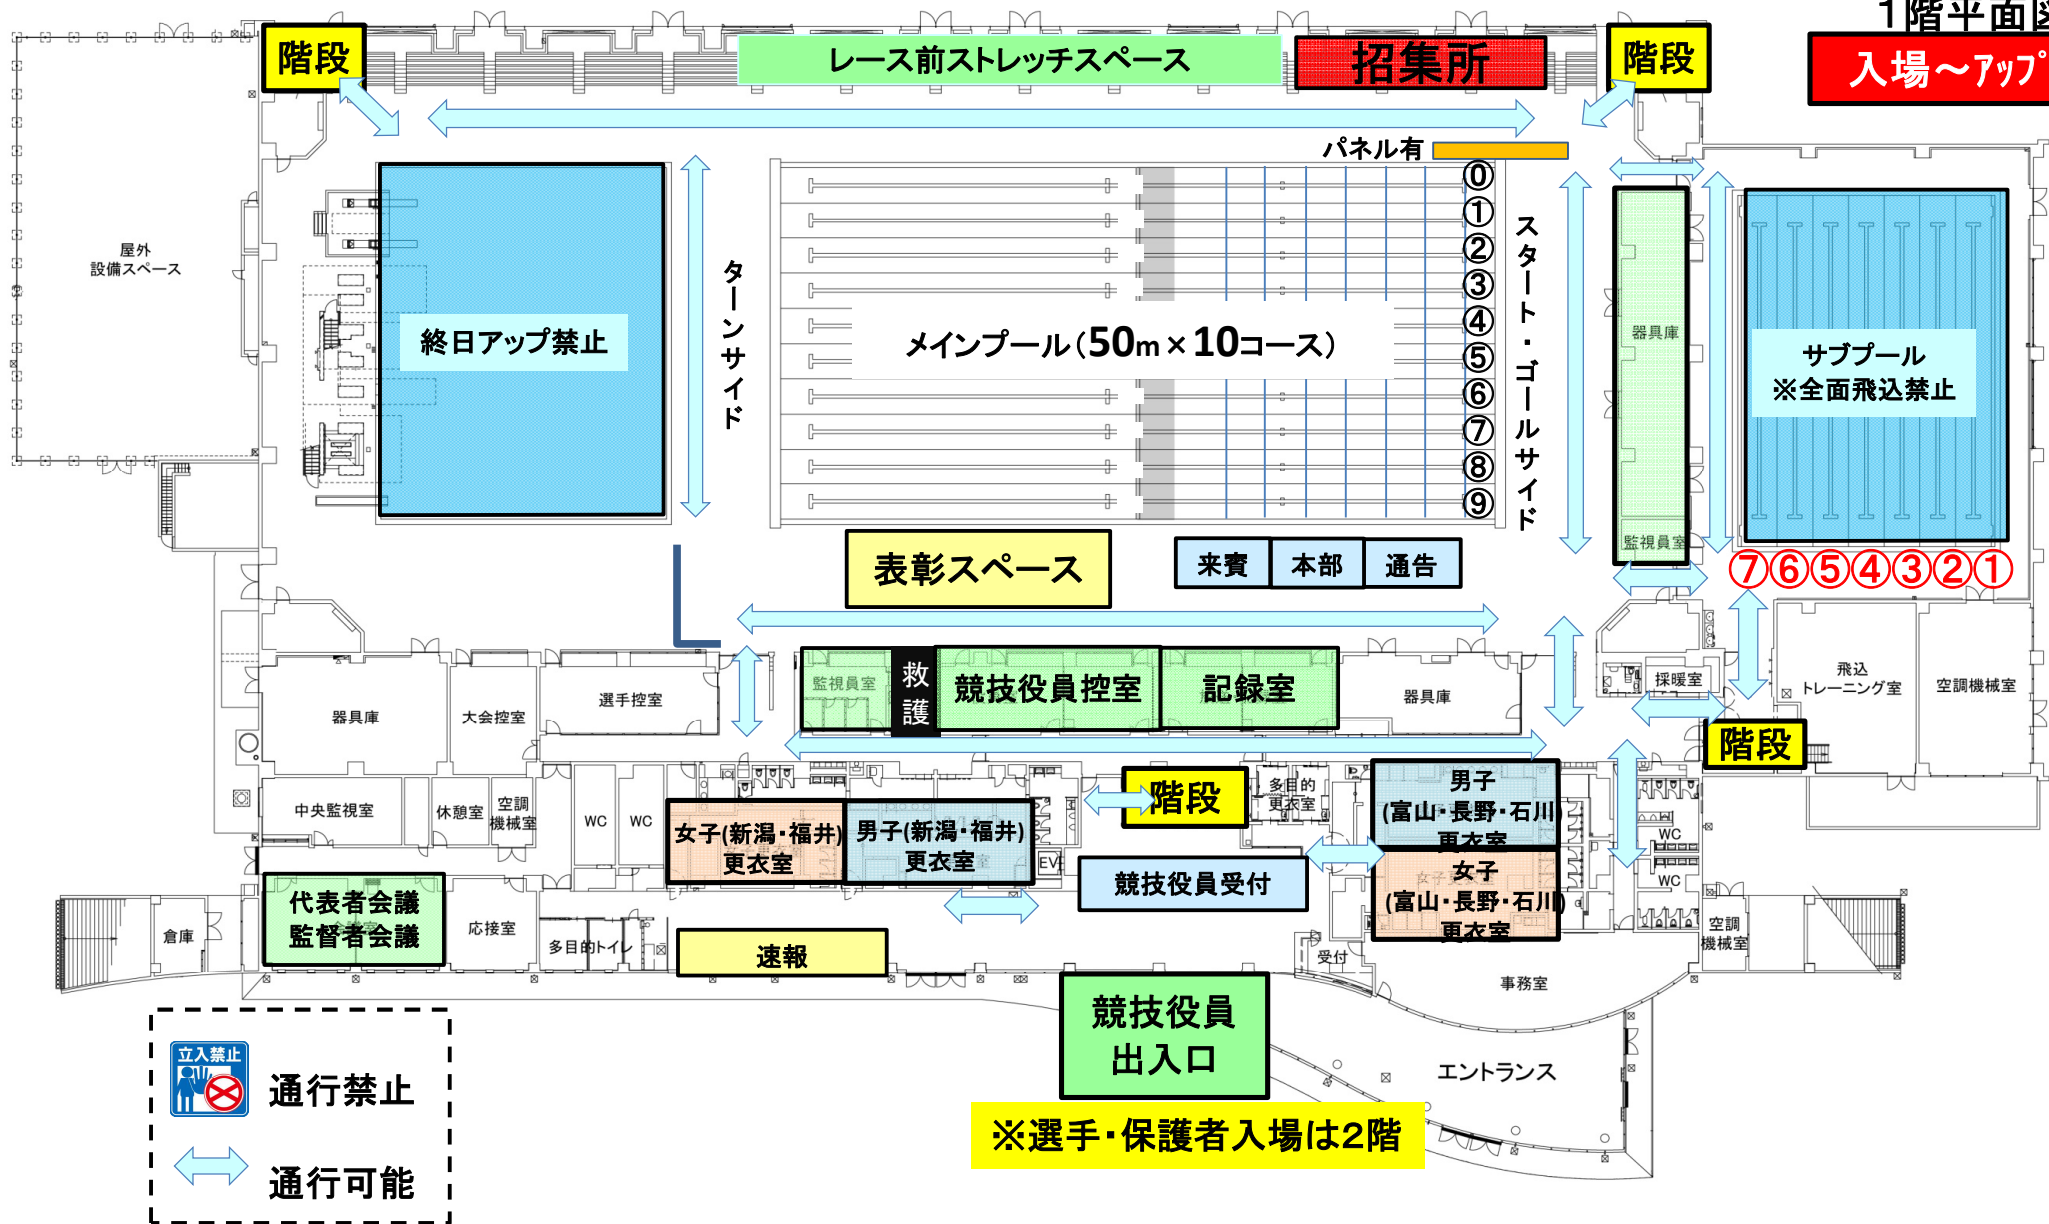 1階平面図
入場～アップ
階段
レース前ストレッチスペース
招集所
階段
パネル有
⓪
①
②
③
④
⑤
⑥
⑦
⑧
⑨
屋外
設備スペース
終日アップ禁止
ターンサイド
メインプール（50m×10コース）
スタート・ゴールサイド
器具庫
監視員室
サブプール
※全面飛込禁止
⑦⑥⑤④③②①
表彰スペース
来賓
本部
通告
器具庫
大会控室
選手控室
監視員室
救護
競技役員控室
記録室
器具庫
採暖室
飛込
トレーニング室
空調機械室
階段
中央監視室
休憩室
空調
機械室
WC
WC
女子(新潟・福井)
更衣室
男子(新潟・福井)
更衣室
EV
階段
多目的
更衣室
男子
(富山・長野・石川)
更衣室
女子
(富山・長野・石川)
更衣室
WC
WC
競技役員受付
倉庫
代表者会議
監督者会議
応接室
多目的トイレ
速報
受付
事務室
空調
機械室
競技役員
出入口
エントランス
※選手・保護者入場は2階
立入禁止
通行禁止
通行可能